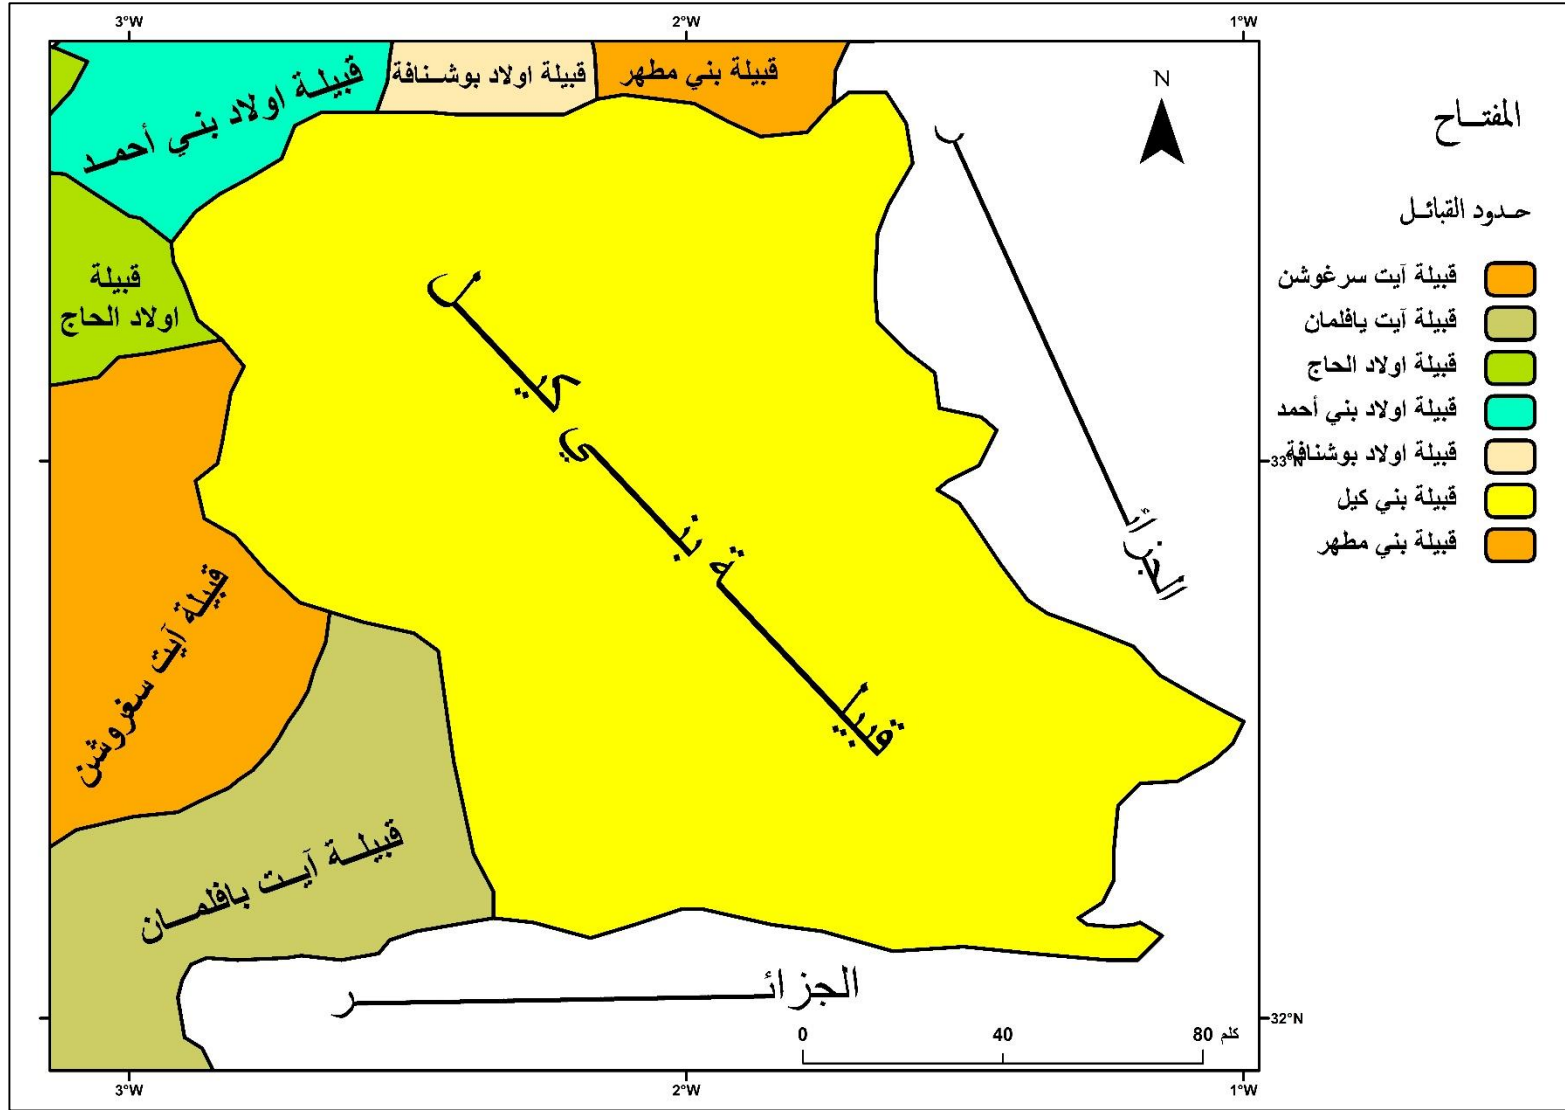 3°W
2°W
1°W
قبيلة اولاد بني أحمد
قبيلة اولاد بوشنافة
قبيلة بني مطهر
N
المفتاح
حدود القبائل
قبيلة آيت سرغوشن
قبيلة آيت يافلمان
قبيلة اولاد الحاج
قبيلة اولاد بني أحمد
قبيلة اولاد بوشنافة
قبيلة بني كيل
قبيلة بني مطهر
قبيلة
اولاد الحاج
قبيلة بني كيل
الجزائر
33°N
قبيلة آيت سغروشن
قبيلة آيت يافلمان
الجزائر
0 40 80 كلم
32°N
3°W
2°W
1°W